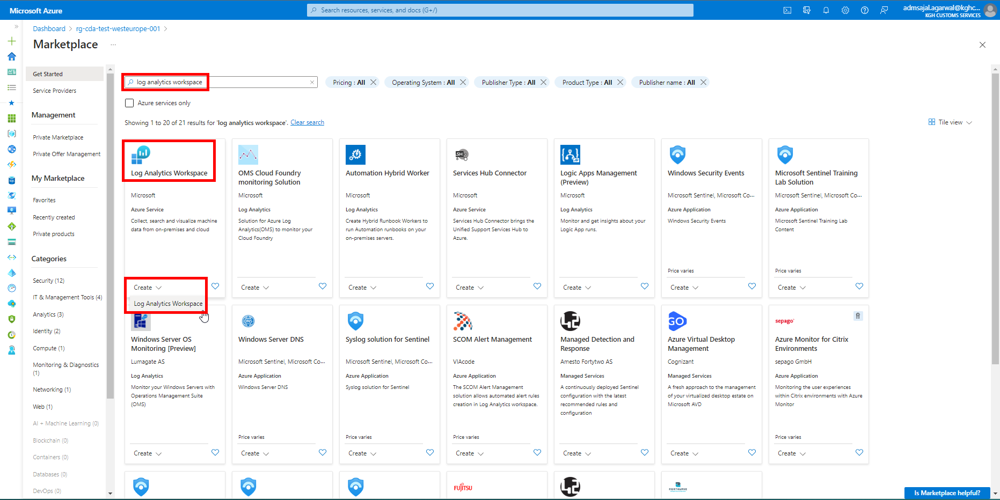 Microsoft Azure
Search resources, services, and docs (G+/)
admsajal.agarwal@kghc...
KGH CUSTOMS SERVICES
Dashboard > rg-cda-test-westeurope-001 >
Marketplace ...
Get Started
Service Providers
Management
Private Marketplace
Private Offer Management
My Marketplace
Favorites
Recently created
Private products
Categories
Security (12)
IT & Management Tools (4)
Analytics (3)
Identity (2)
Compute (1)
Monitoring & Diagnostics
(1)
Networking (1)
Web (1)
AI + Machine Learning (0)
Blockchain (0)
Containers (0)
Databases (0)
DevOps (0)
log analytics workspace
Pricing : All
Operating System : All
Publisher Type : All
Product Type : All
Publisher name : All
Azure services only
Showing 1 to 20 of 21 results for 'log analytics workspace'. Clear search
Tile view
Log Analytics Workspace
Microsoft
Azure Service
Collect, search and visualize machine
data from on-premises and cloud
Create
Log Analytics Workspace
OMS Cloud Foundry
monitoring Solution
Microsoft
Log Analytics
Solution for Azure Log
Analytics(OMS) to monitor your
Cloud Foundry
Create
Automation Hybrid Worker
Microsoft
Log Analytics
Create Hybrid Runbook Workers to
run Automation runbooks on your
on-premises servers.
Create
SH
Services Hub Connector
Microsoft
Azure Service
Services Hub Connector brings the
Unified Support Services Hub to
Azure.
Create
Logic Apps Management
(Preview)
Microsoft
Log Analytics
Monitor and get insights about your
Logic App runs.
Create
Windows Security Events
Microsoft Sentinel, Microsoft Co...
Azure Application
Windows Security Events
Price varies
Create
Microsoft Sentinel Training
Lab Solution
Microsoft Sentinel, Microsoft Co...
Azure Application
Microsoft Sentinel Training Lab
Content
Price varies
Create
Windows Server OS
Monitoring [Preview]
Lumagate AS
Log Analytics
Monitor your Windows Servers with
Operations Management Suite
(OMS)
Create
DNS
Windows Server DNS
Microsoft Sentinel, Microsoft Co...
Azure Application
Windows Server DNS
Price varies
Create
Syslog solution for Sentinel
Microsoft Sentinel, Microsoft Co...
Azure Application
Syslog solution for Sentinel
Price varies
Create
SCOM Alert Management
VIAcode
Azure Application
The SCOM Alert Management
solution allows automated alert rules
creation in Log Analytics workspace.
Price varies
Create
42
Managed Detection and
Response
Amesto Fortytwo AS
Managed Services
A continuously deployed Sentinel
configuration with the latest
recommended rules and
configuration
Create
GO
Azure Virtual Desktop
Management
Cognizant
Managed Services
A fresh approach to the management
of your virtualized desktop estate on
Microsoft AVD
Create
sepago
Azure Monitor for Citrix
Environments
sepago GmbH
Azure Application
Monitoring the user experiences
within Citrix environments with Azure
Monitor
Price varies
Create
FUJITSU
42
NORTHWAVE
Is Marketplace helpful?
SQL